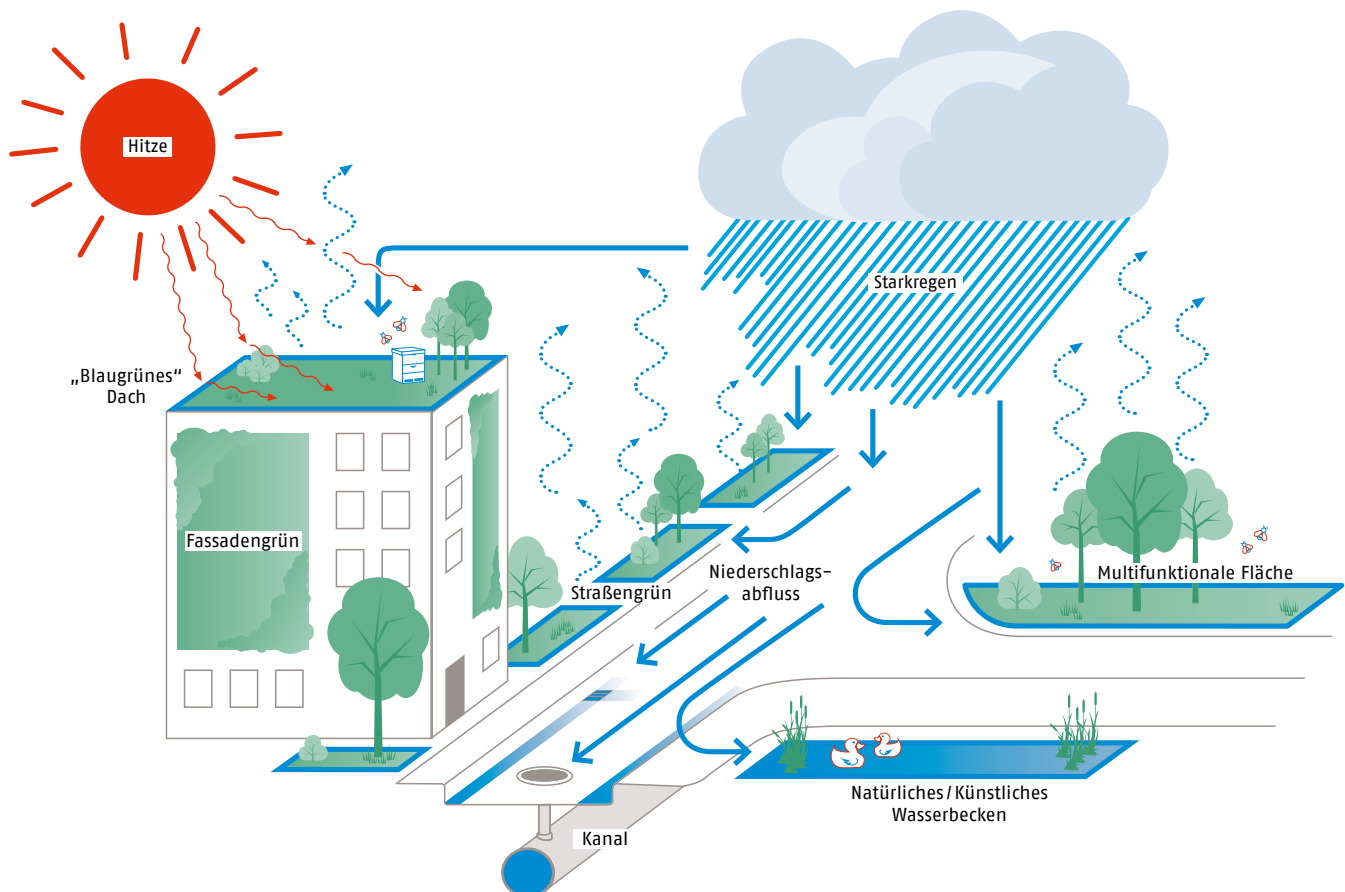 Hitze
Starkregen
„Blaugrünes“
Dach
Fassadengrün
Straßengrün
Niederschlags-
abfluss
Multifunktionale Fläche
Natürliches/Künstliches
Wasserbecken
Kanal